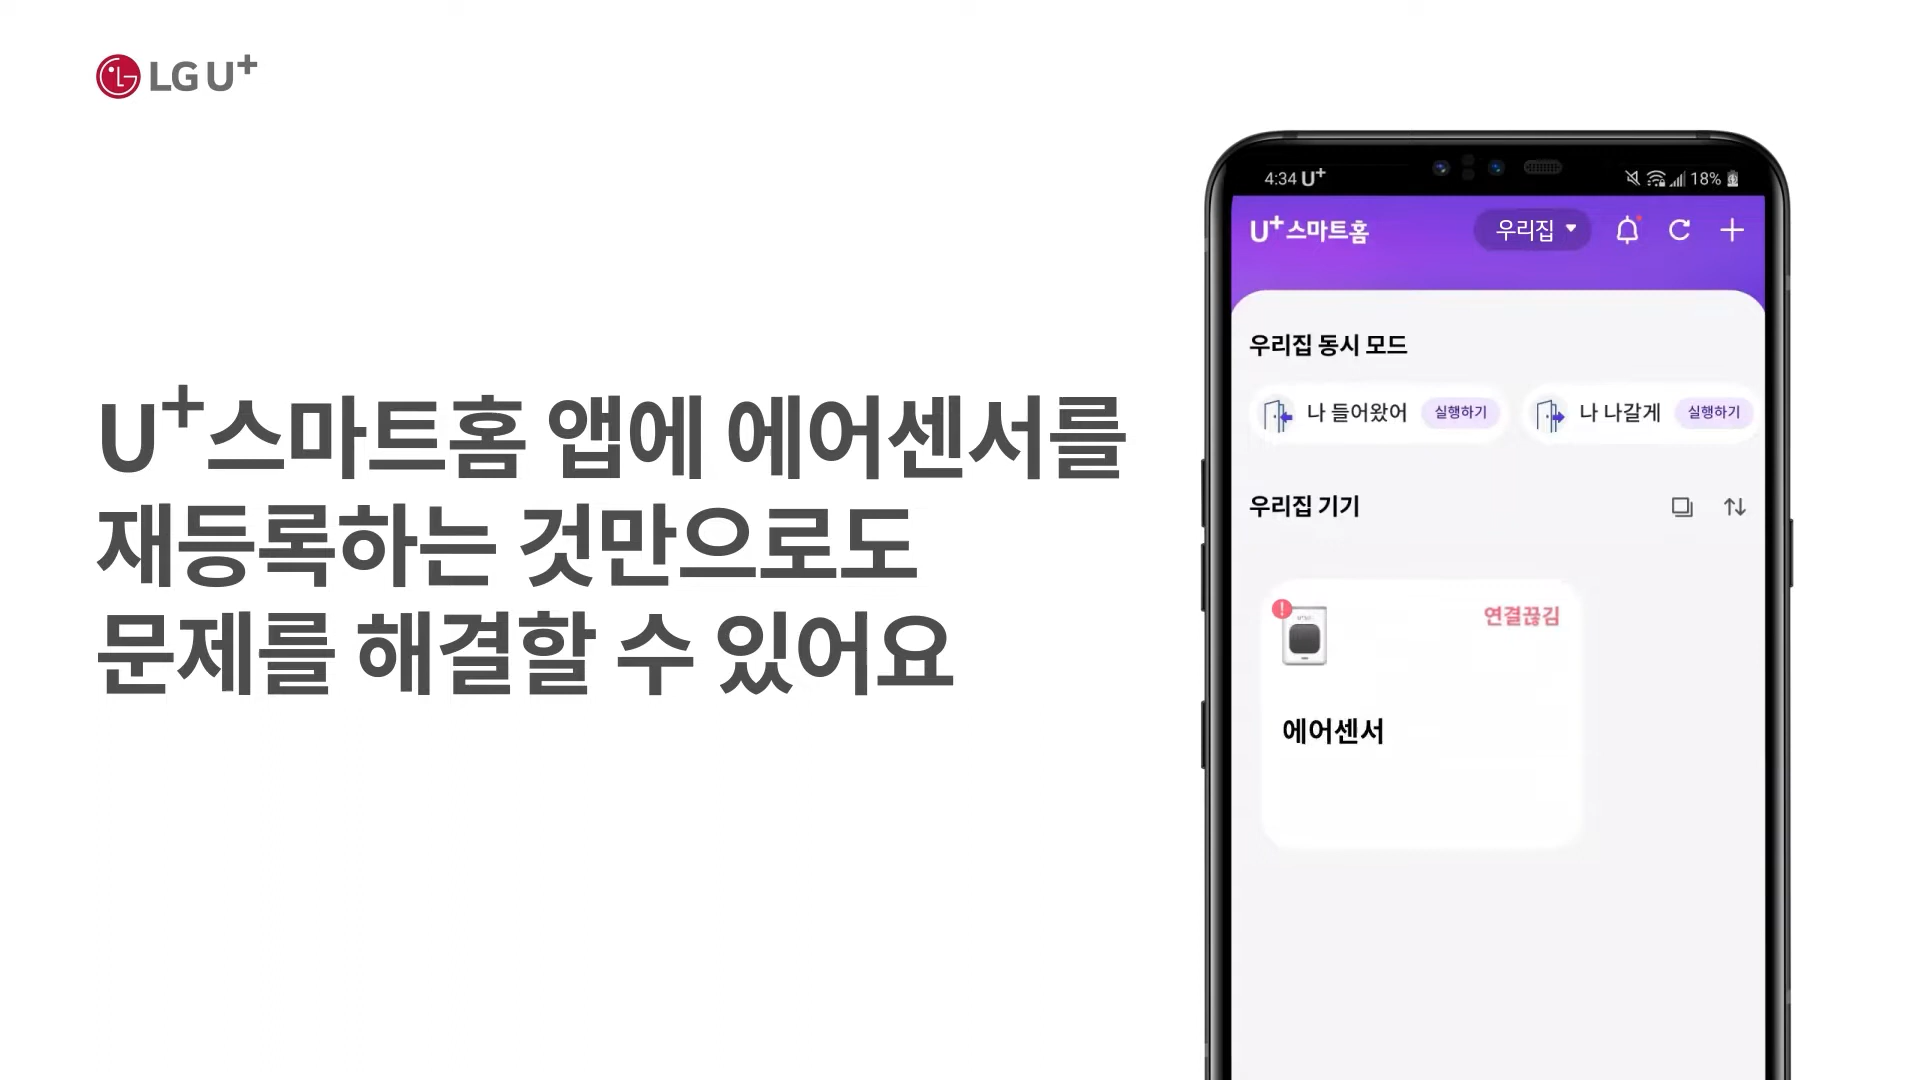 LG U+
U+스마트홈 앱에 에어센서를
재등록하는 것만으로도
문제를 해결할 수 있어요
4:34 U+ 18%
U+스마트홈 우리집
우리집 동시 모드
나 들어왔어 실행하기 나 나갈게 실행하기
우리집 기기
연결끊김
에어센서